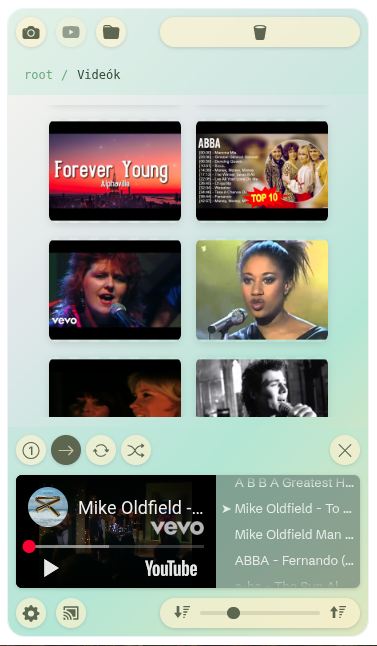 root / Videók
Forever Young
Alphaville
ABBA
TOP 10
vevo
1
Mike Oldfield -...
vevo
YouTube
A B B A Greatest H...
Mike Oldfield - To ...
Mike Oldfield Man ...
ABBA - Fernando (...